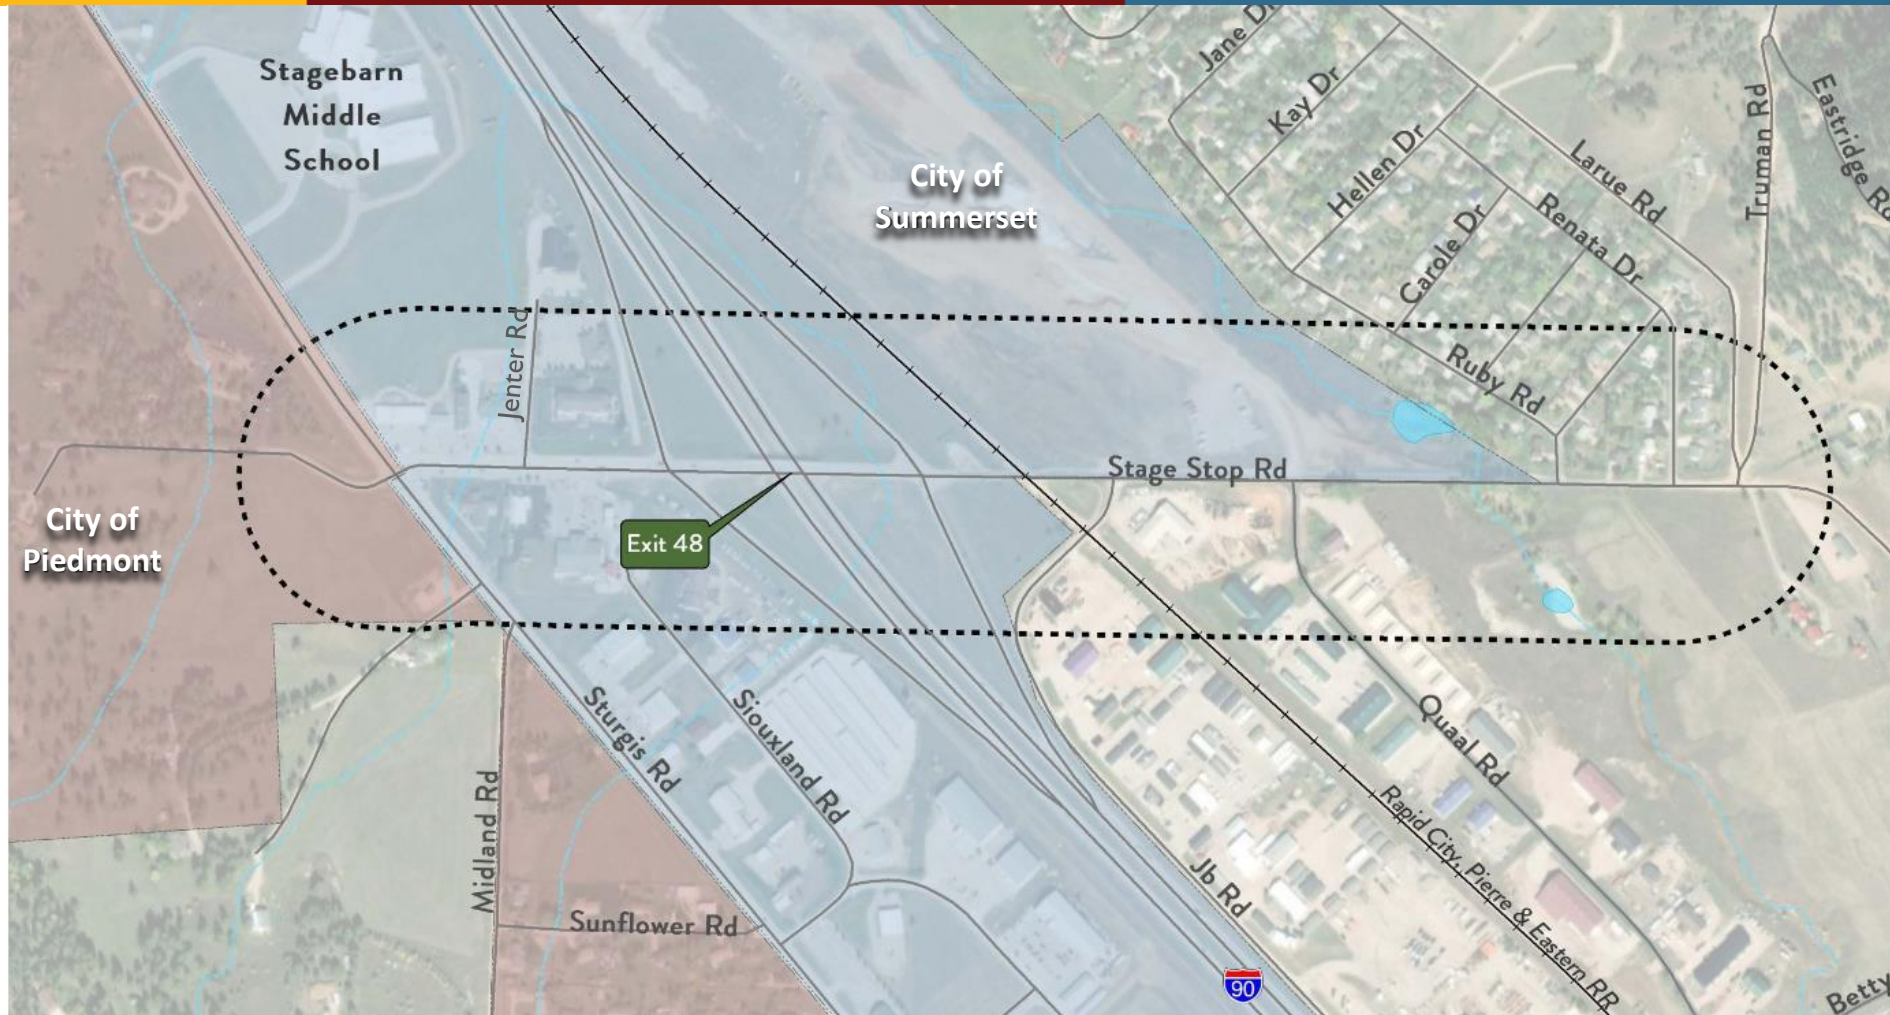 Stagebarn
Middle
School
City of
Summerset
Jane Dr
Kay Dr
Hellen Dr
Carole Dr
Larue Rd
Renata Dr
Truman Rd
Eastridge Rd
Jenter Rd
Ruby Rd
Stage Stop Rd
City of
Piedmont
Exit 48
Sturgis Rd
Siouxland Rd
Midland Rd
Sunflower Rd
Quaal Rd
Jb Rd
Rapid City, Pierre & Eastern RR
90
Betty